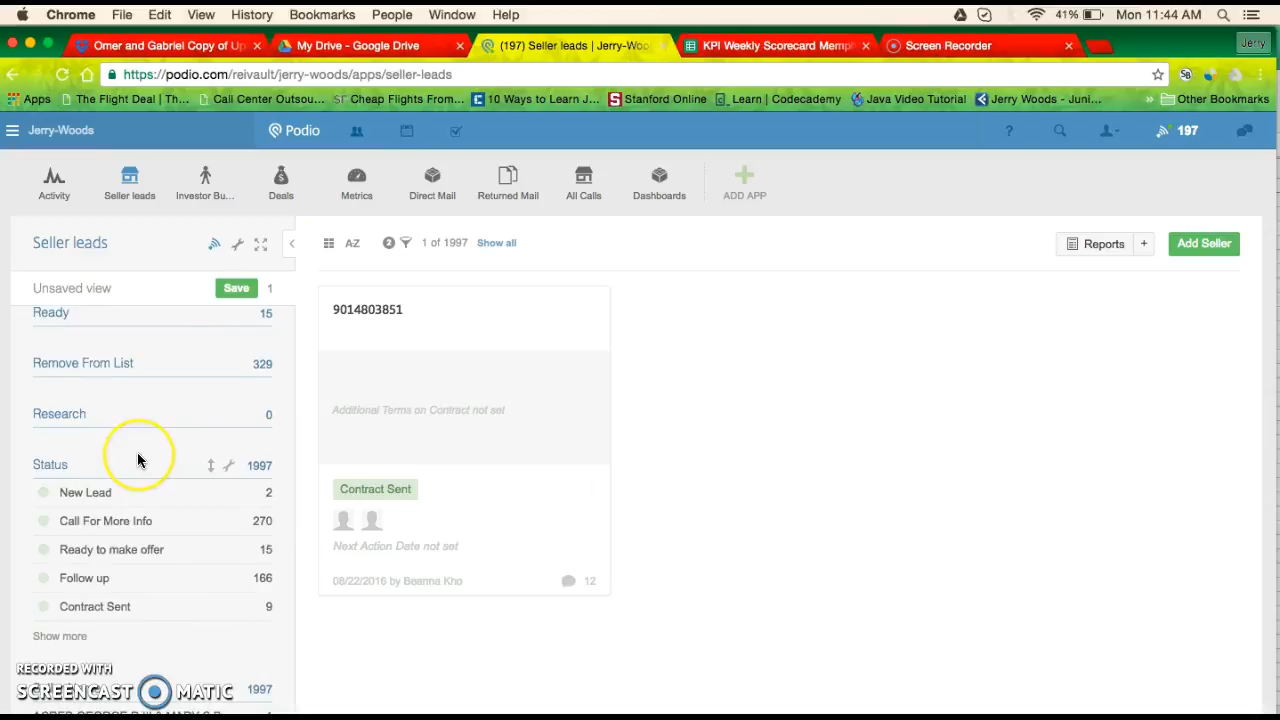 Chrome File Edit View History Bookmarks People Window Help 41% Mon 11:44 AM
Omer and Gabriel Copy of Up My Drive - Google Drive (197) Seller leads | Jerry-Woo KPI Weekly Scorecard Memph Screen Recorder Jerry
https://podio.com/reivault/jerry-woods/apps/seller-leads
Apps The Flight Deal | Th... Call Center Outsou... SF Cheap Flights From... 10 Ways to Learn J... Stanford Online Learn | Codecademy Java Video Tutorial Jerry Woods - Juni... » Other Bookmarks
Jerry-Woods Podio ? 197
Activity Seller leads Investor Bu... Deals Metrics Direct Mail Returned Mail All Calls Dashboards ADD APP
Seller leads A-Z 2 1 of 1997 Show all Reports + Add Seller
Unsaved view Save 1
Ready 15
9014803851
Remove From List 329
Additional Terms on Contract not set
Research 0
Status 1997
Contract Sent
New Lead 2
Call For More Info 270
Next Action Date not set
Ready to make offer 15
Follow up 166
08/22/2016 by Beanna Kho 12
Contract Sent 9
Show more
RECORDED WITH
SCREENCAST MATIC
1997